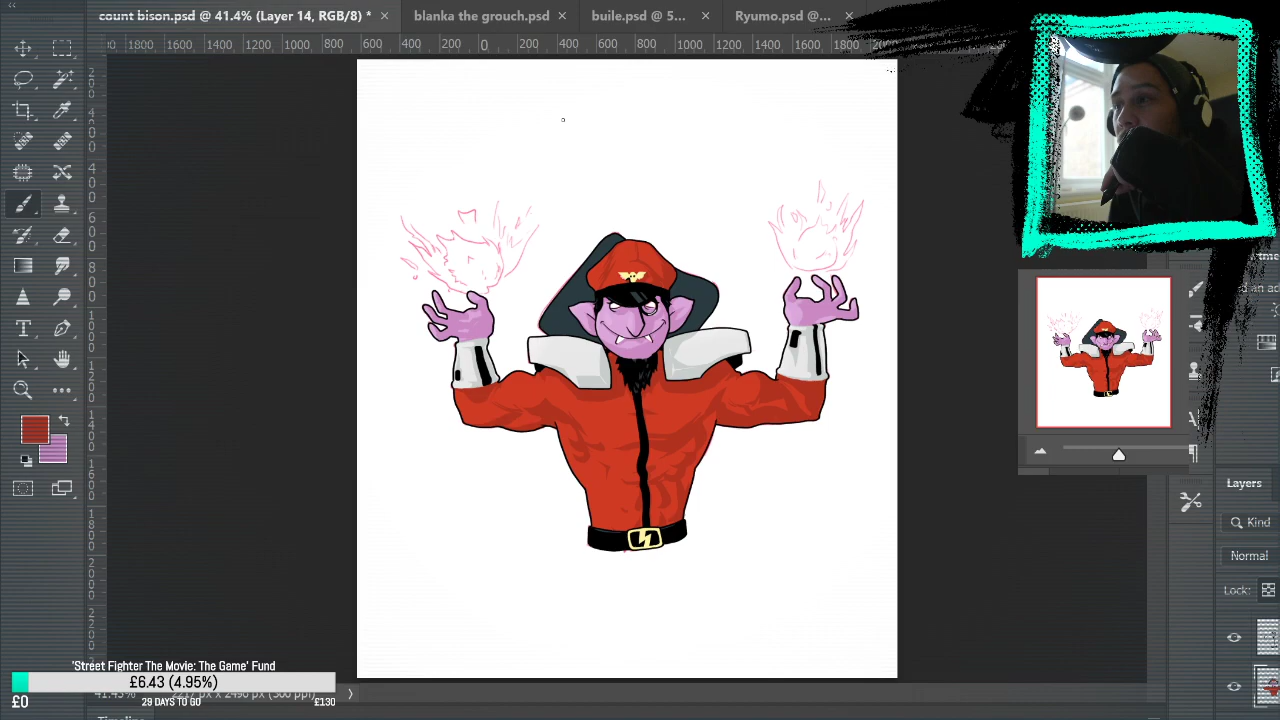 count bison.psd @ 41.4% (Layer 14, RGB/8) * ×
blanka the grouch.psd ×
buile.psd @ 5... ×
Ryumo.psd @... ×
1800 1600 1400 1200 1000 800 600 400 200 0 200 400 600 800 1000 1200 1400 1600 1800
Layers
Kind
Normal
Lock:
'Street Fighter The Movie: The Game' Fund
£6.43 (4.95%)
£0
29 DAYS TO GO
£130